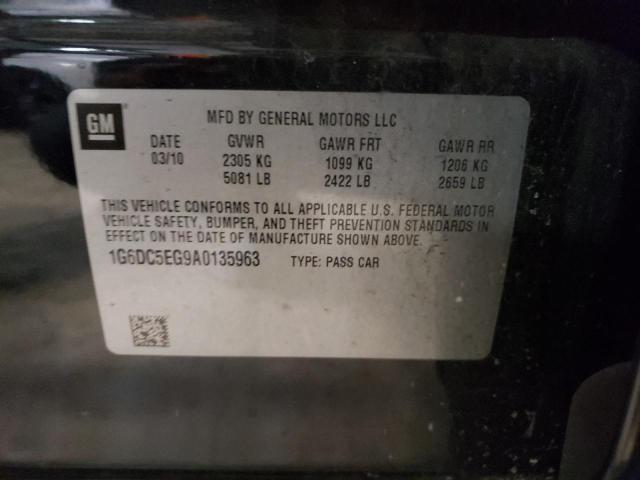 GM
MFD BY GENERAL MOTORS LLC
DATE GVWR GAWR FRT GAWR RR
03/10 2305 KG 1099 KG 1206 KG
5081 LB 2422 LB 2659 LB
THIS VEHICLE CONFORMS TO ALL APPLICABLE U.S. FEDERAL MOTOR
VEHICLE SAFETY, BUMPER, AND THEFT PREVENTION STANDARDS IN
EFFECT ON THE DATE OF MANUFACTURE SHOWN ABOVE.
1G6DC5EG9A0135963 TYPE: PASS CAR